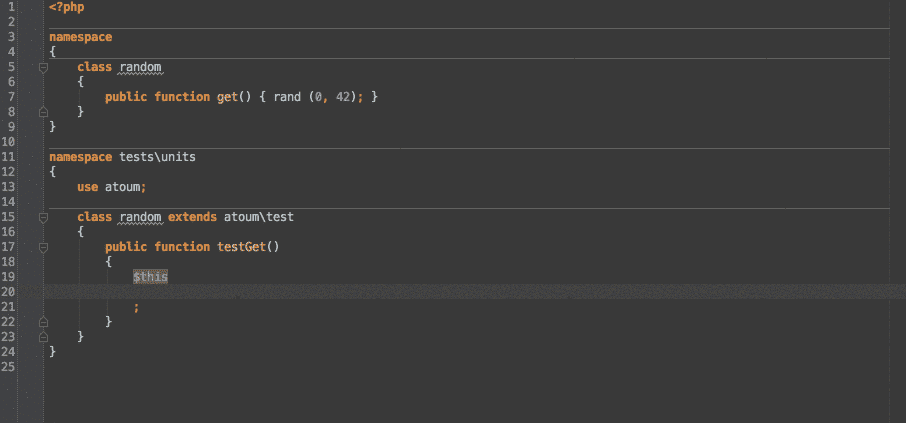 1 <?php
2
3 namespace
4 {
5 class random
6 {
7 public function get() { rand (0, 42); }
8 }
9 }
10
11 namespace tests\units
12 {
13 use atoum;
14
15 class random extends atoum\test
16 {
17 public function testGet()
18 {
19 $this
20
21 ;
22 }
23 }
24 }
25